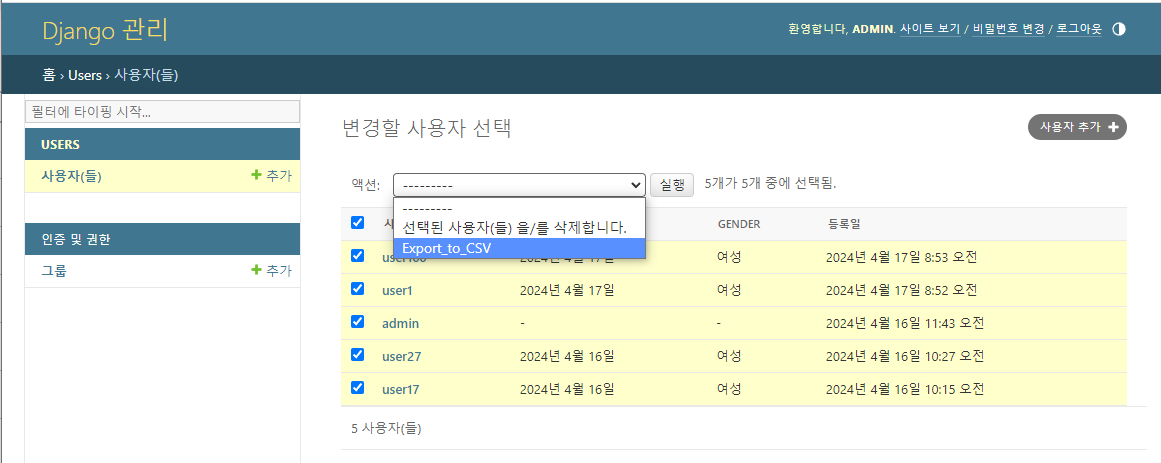 Django 관리
환영합니다, ADMIN. 사이트 보기 / 비밀번호 변경 / 로그아웃
홈 › Users › 사용자(들)
필터에 타이핑 시작...
USERS
사용자(들) + 추가
인증 및 권한
그룹 + 추가
변경할 사용자 선택
사용자 추가 +
액션: --------- 실행 5개가 5개 중에 선택됨.
---------
선택된 사용자(들) 을/를 삭제합니다.
Export_to_CSV
GENDER 등록일
2024년 4월 17일 여성 2024년 4월 17일 8:53 오전
user1 2024년 4월 17일 여성 2024년 4월 17일 8:52 오전
admin - - 2024년 4월 16일 11:43 오전
user27 2024년 4월 16일 여성 2024년 4월 16일 10:27 오전
user17 2024년 4월 16일 여성 2024년 4월 16일 10:15 오전
5 사용자(들)